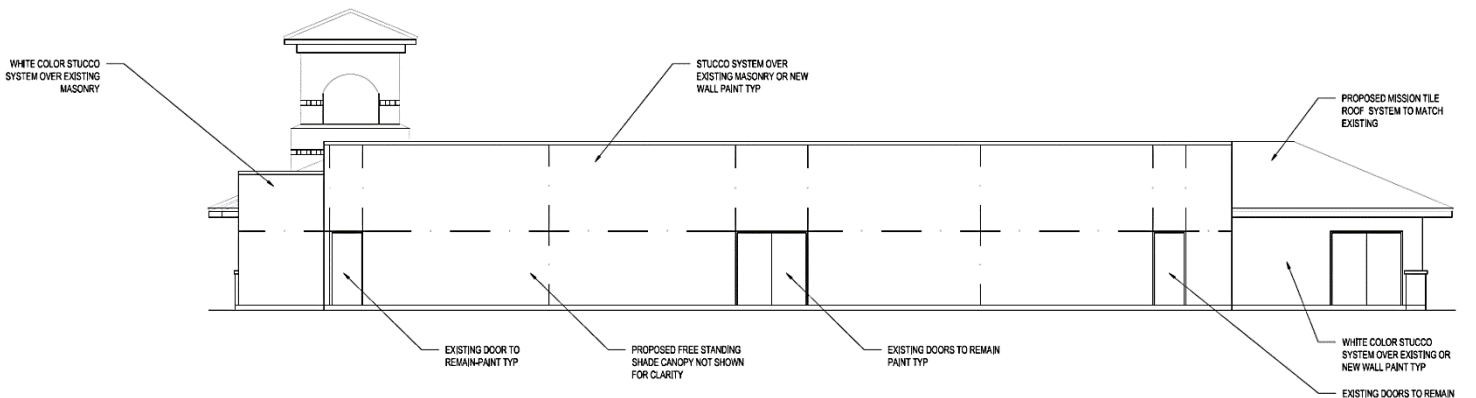 WHITE COLOR STUCCO
SYSTEM OVER EXISTING
MASONRY
STUCCO SYSTEM OVER
EXISTING MASONRY OR NEW
WALL PAINT TYP
PROPOSED MISSION TILE
ROOF SYSTEM TO MATCH
EXISTING
EXISTING DOOR TO
REMAIN-PAINT TYP
PROPOSED FREE STANDING
SHADE CANOPY NOT SHOWN
FOR CLARITY
EXISTING DOORS TO REMAIN
PAINT TYP
WHITE COLOR STUCCO
SYSTEM OVER EXISTING OR
NEW WALL PAINT TYP
EXISTING DOORS TO REMAIN